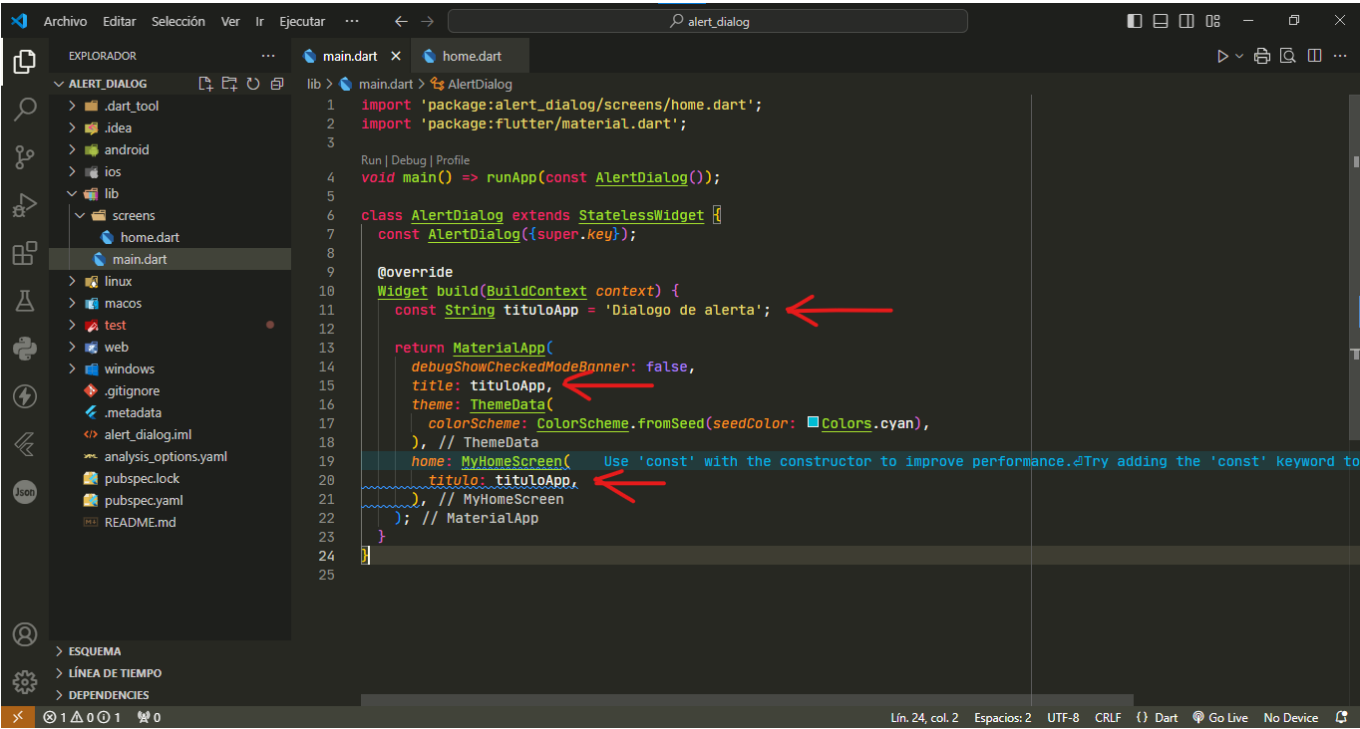 Archivo Editar Selección Ver Ir Ejecutar ··· alert_dialog
EXPLORADOR ···
main.dart
home.dart
ALERT_DIALOG
lib > main.dart > AlertDialog
.dart_tool
.idea
android
ios
lib
screens
home.dart
main.dart
linux
macos
test
web
windows
.gitignore
.metadata
alert_dialog.iml
analysis_options.yaml
pubspec.lock
pubspec.yaml
README.md
ESQUEMA
LÍNEA DE TIEMPO
DEPENDENCIES
Json
1 import 'package:alert_dialog/screens/home.dart';
2 import 'package:flutter/material.dart';
3
Run | Debug | Profile
4 void main() => runApp(const AlertDialog());
5
6 class AlertDialog extends StatelessWidget {
7 const AlertDialog({super.key});
8
9 @override
10 Widget build(BuildContext context) {
11 const String tituloApp = 'Dialogo de alerta';
12
13 return MaterialApp(
14 debugShowCheckedModeBanner: false,
15 title: tituloApp,
16 theme: ThemeData(
17 colorScheme: ColorScheme.fromSeed(seedColor: Colors.cyan),
18 ), // ThemeData
19 home: MyHomeScreen( Use 'const' with the constructor to improve performance.⏎Try adding the 'const' keyword to
20 titulo: tituloApp,
21 ), // MyHomeScreen
22 ); // MaterialApp
23 }
24 }
25
1 0 1 0 Lín. 24, col. 2 Espacios: 2 UTF-8 CRLF {} Dart Go Live No Device